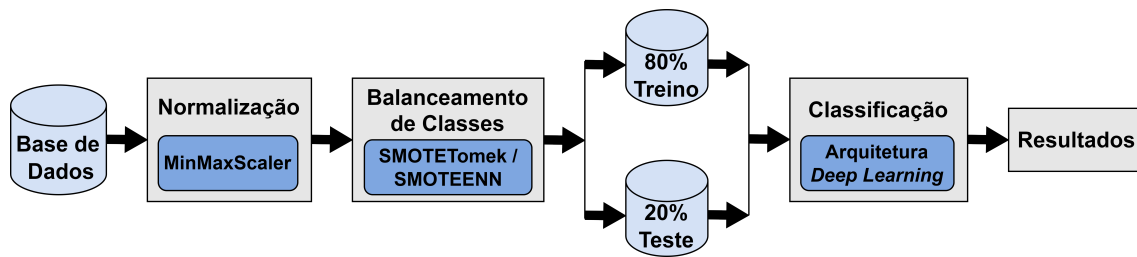 Base de
Dados
Normalização
MinMaxScaler
Balanceamento
de Classes
SMOTETomek /
SMOTEENN
80%
Treino
20%
Teste
Classificação
Arquitetura
Deep Learning
Resultados